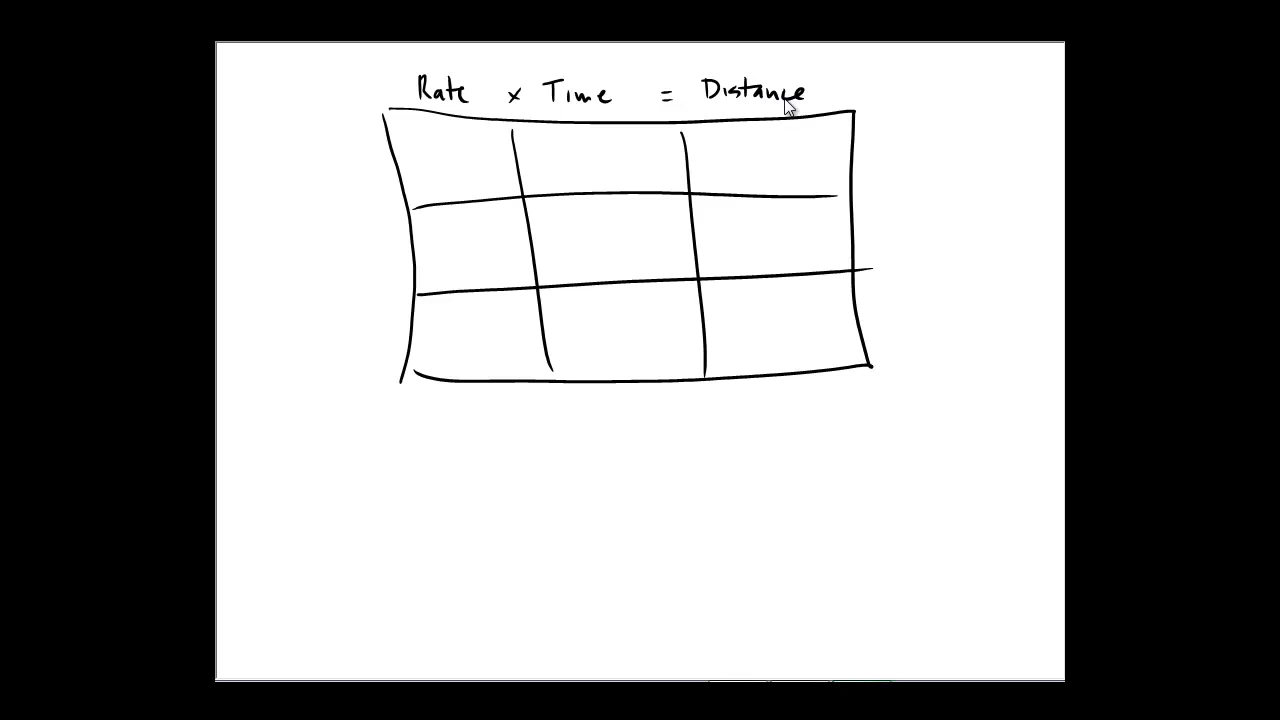 Rate × Time = Distance